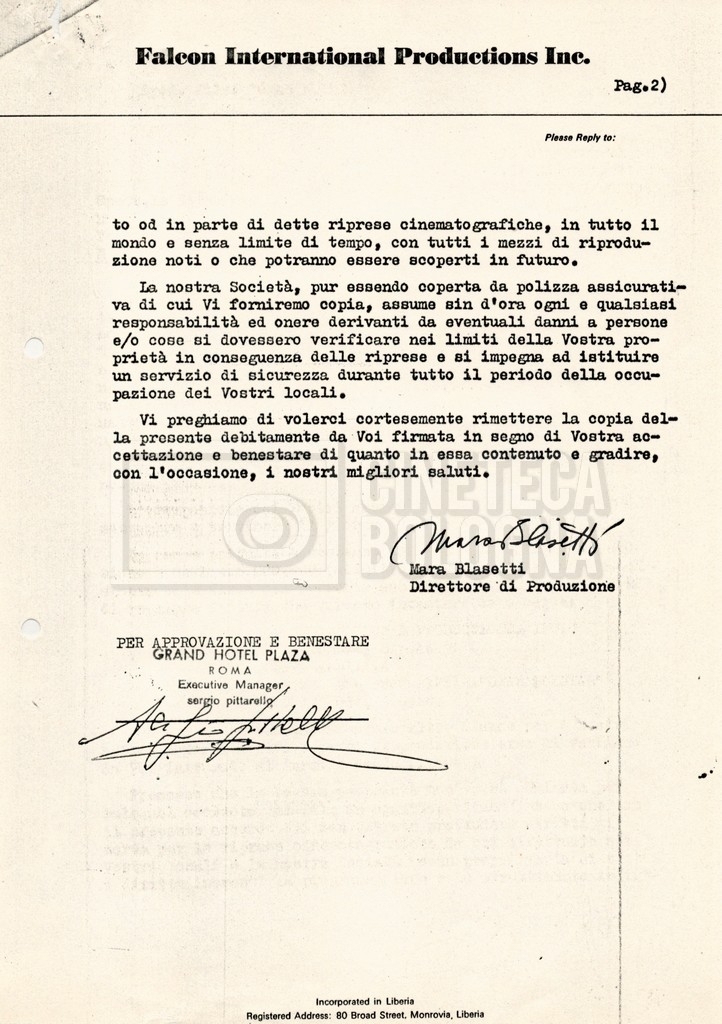 Falcon International Productions Inc.
Pag.2)
Please Reply to:
to od in parte di dette riprese cinematografiche, in tutto il
mondo e senza limite di tempo, con tutti i mezzi di riprodu-
zione noti o che potranno essere scoperti in futuro.
La nostra Società, pur essendo coperta da polizza assicurati-
va di cui Vi forniremo copia, assume sin d'ora ogni e qualsiasi
responsabilità ed onere derivanti da eventuali danni a persone
e/o cose si dovessero verificare nei limiti della Vostra pro-
prietà in conseguenza delle riprese e si impegna ad istituire
un servizio di sicurezza durante tutto il periodo della occu-
pazione dei Vostri locali.
Vi preghiamo di volerci cortesemente rimettere la copia del-
la presente debitamente da Voi firmata in segno di Vostra ac-
cettazione e benestare di quanto in essa contenuto e gradire,
con l'occasione, i nostri migliori saluti.
CINETECA
BOLOGNA
Mara Blasetti
Mara Blasetti
Direttore di Produzione
PER APPROVAZIONE E BENESTARE
GRAND HOTEL PLAZA
ROMA
Executive Manager
sergio pittarello
Incorporated in Liberia
Registered Address: 80 Broad Street, Monrovia, Liberia